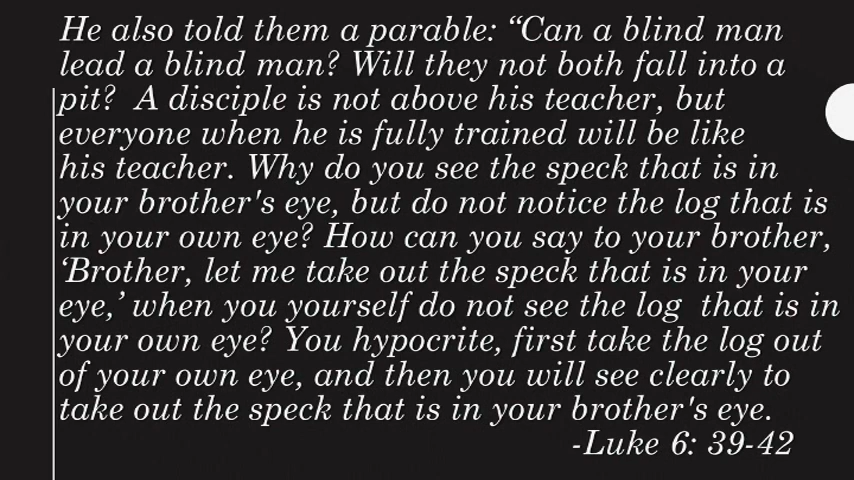 He also told them a parable: “Can a blind man
lead a blind man? Will they not both fall into a
pit?  A disciple is not above his teacher, but
everyone when he is fully trained will be like
his teacher. Why do you see the speck that is in
your brother's eye, but do not notice the log that is
in your own eye? How can you say to your brother,
‘Brother, let me take out the speck that is in your
eye,’ when you yourself do not see the log  that is in
your own eye? You hypocrite, first take the log out
of your own eye, and then you will see clearly to
take out the speck that is in your brother's eye.
-Luke 6: 39-42